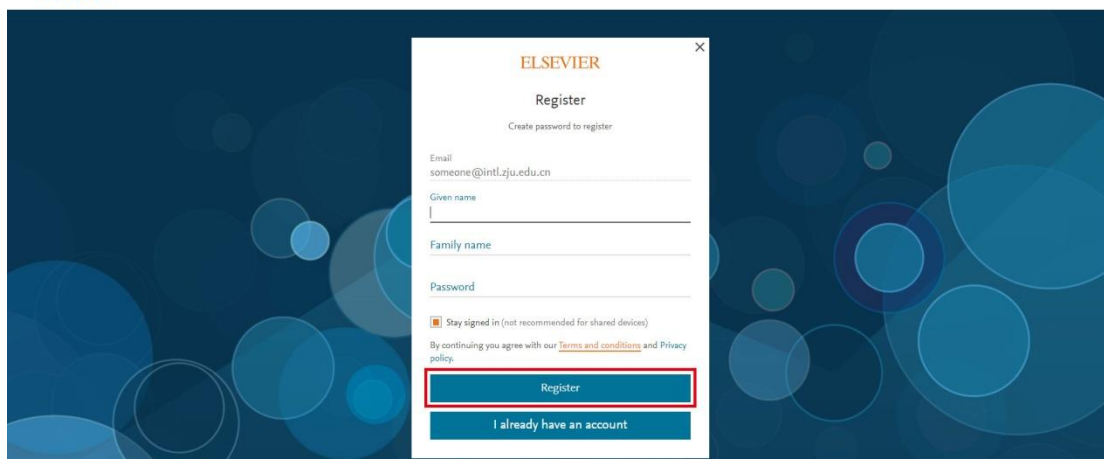 ELSEVIER
Register
Create password to register
Email
someone@intl.zju.edu.cn
Given name
Family name
Password
Stay signed in (not recommended for shared devices)
By continuing you agree with our Terms and conditions and Privacy
policy.
Register
I already have an account